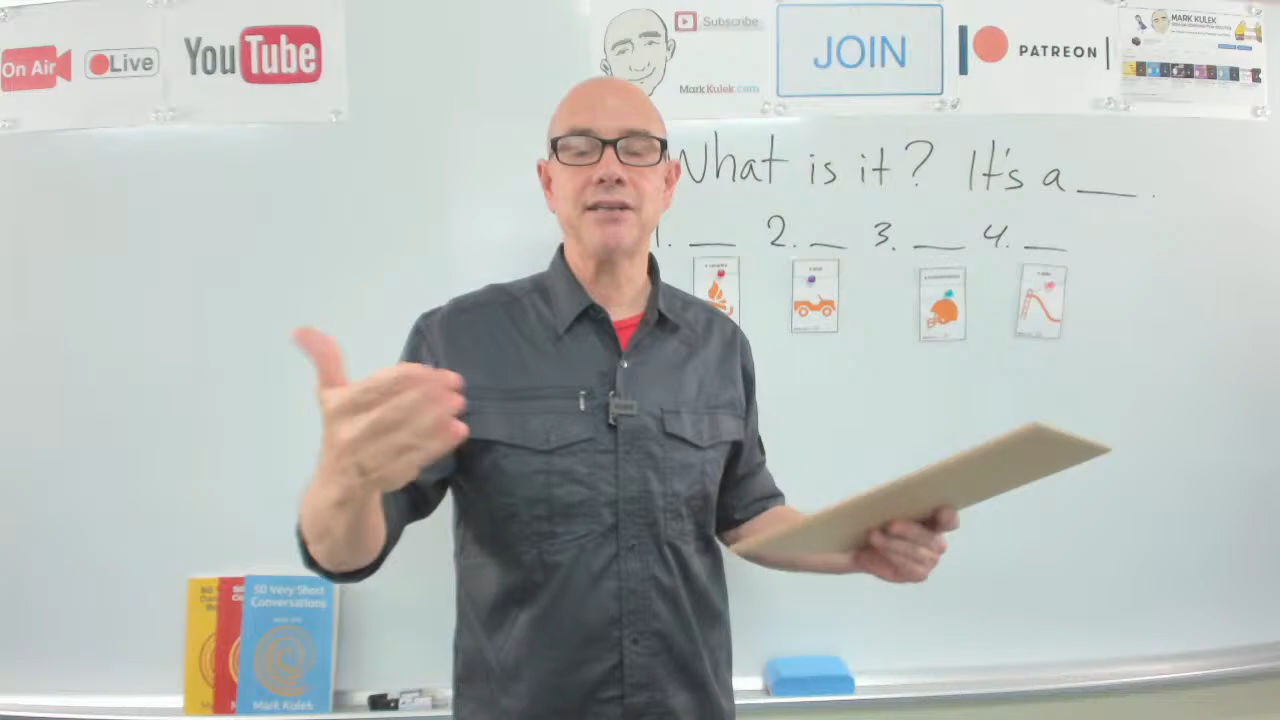 On Air
Live
YouTube
Subscribe
MarkKulek.com
JOIN
PATREON
MARK KULEK
What is it? It's a ___.
1. ___ 2. ___ 3. ___ 4. ___
50 Very Short
Conversations
Mark Kulek